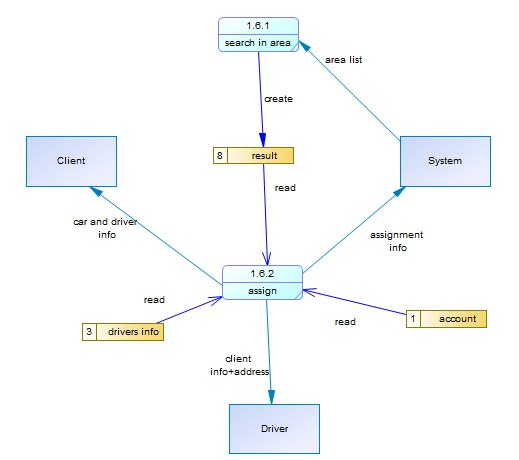 1.6.1
search in area
area list
create
8 result
Client
System
read
car and driver
info
assignment
info
1.6.2
assign
read
3 drivers info
read
1 account
client
info+address
Driver